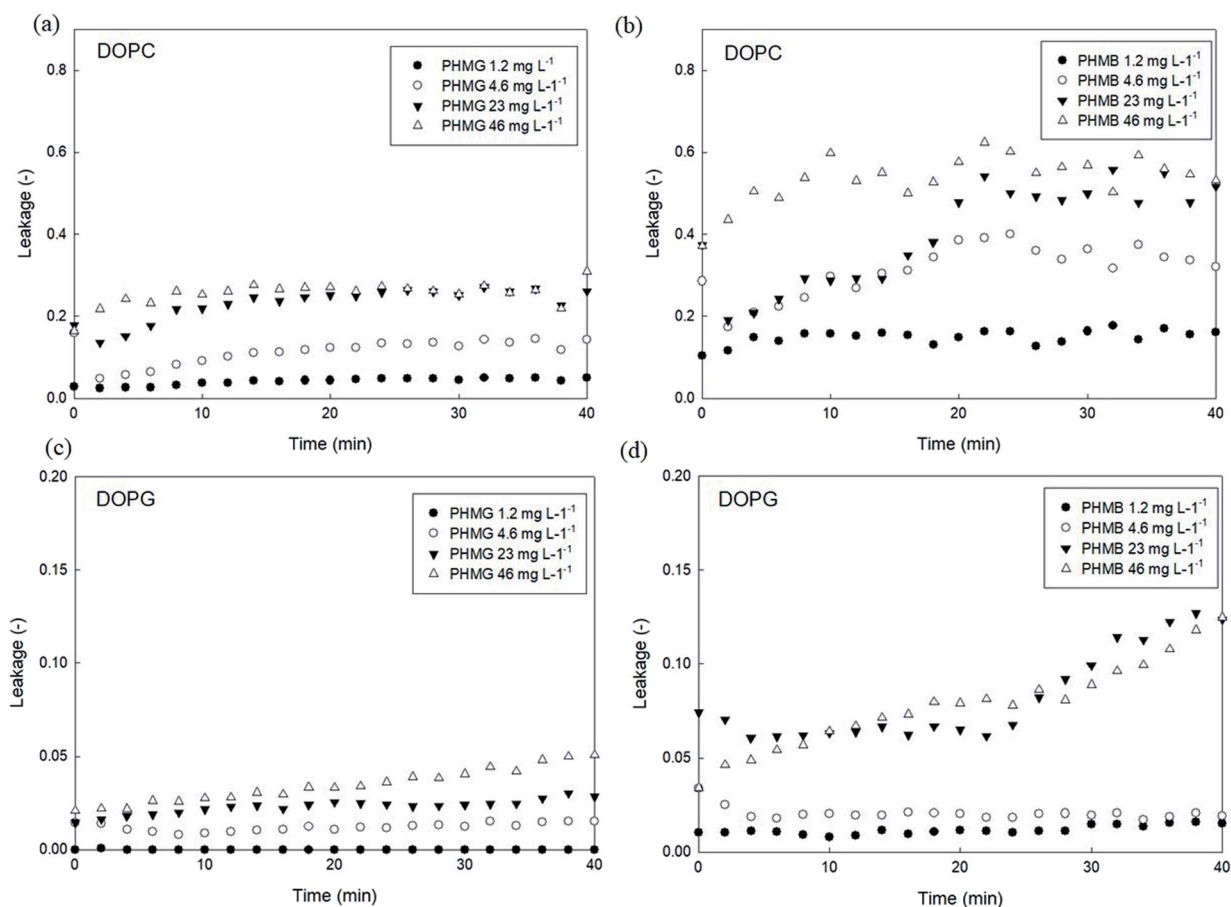 (a)
DOPC
PHMG 1.2 mg L⁻¹
PHMG 4.6 mg L-1⁻¹
PHMG 23 mg L-1⁻¹
PHMG 46 mg L-1⁻¹
0.8
0.6
0.4
0.2
0.0
Leakage (-)
0 10 20 30 40
Time (min)
(b)
DOPC
PHMB 1.2 mg L-1⁻¹
PHMB 4.6 mg L-1⁻¹
PHMB 23 mg L-1⁻¹
PHMB 46 mg L-1⁻¹
0.8
0.6
0.4
0.2
0.0
Leakage (-)
0 10 20 30 40
Time (min)
(c)
DOPG
PHMG 1.2 mg L-1⁻¹
PHMG 4.6 mg L-1⁻¹
PHMG 23 mg L-1⁻¹
PHMG 46 mg L-1⁻¹
0.20
0.15
0.10
0.05
0.00
Leakage (-)
0 10 20 30 40
Time (min)
(d)
DOPG
PHMB 1.2 mg L-1⁻¹
PHMB 4.6 mg L-1⁻¹
PHMB 23 mg L-1⁻¹
PHMB 46 mg L-1⁻¹
0.20
0.15
0.10
0.05
0.00
Leakage (-)
0 10 20 30 40
Time (min)